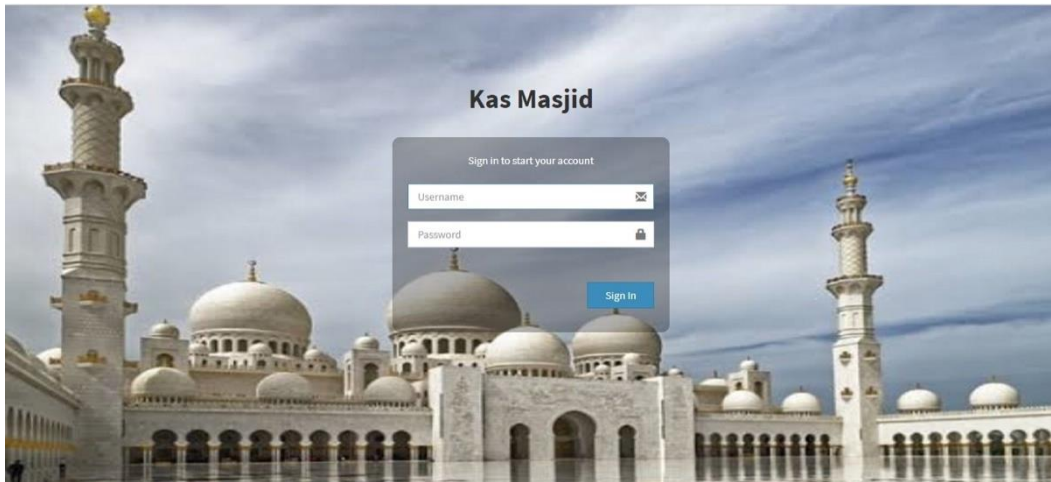 Kas Masjid
Sign in to start your account
Username
Password
Sign In